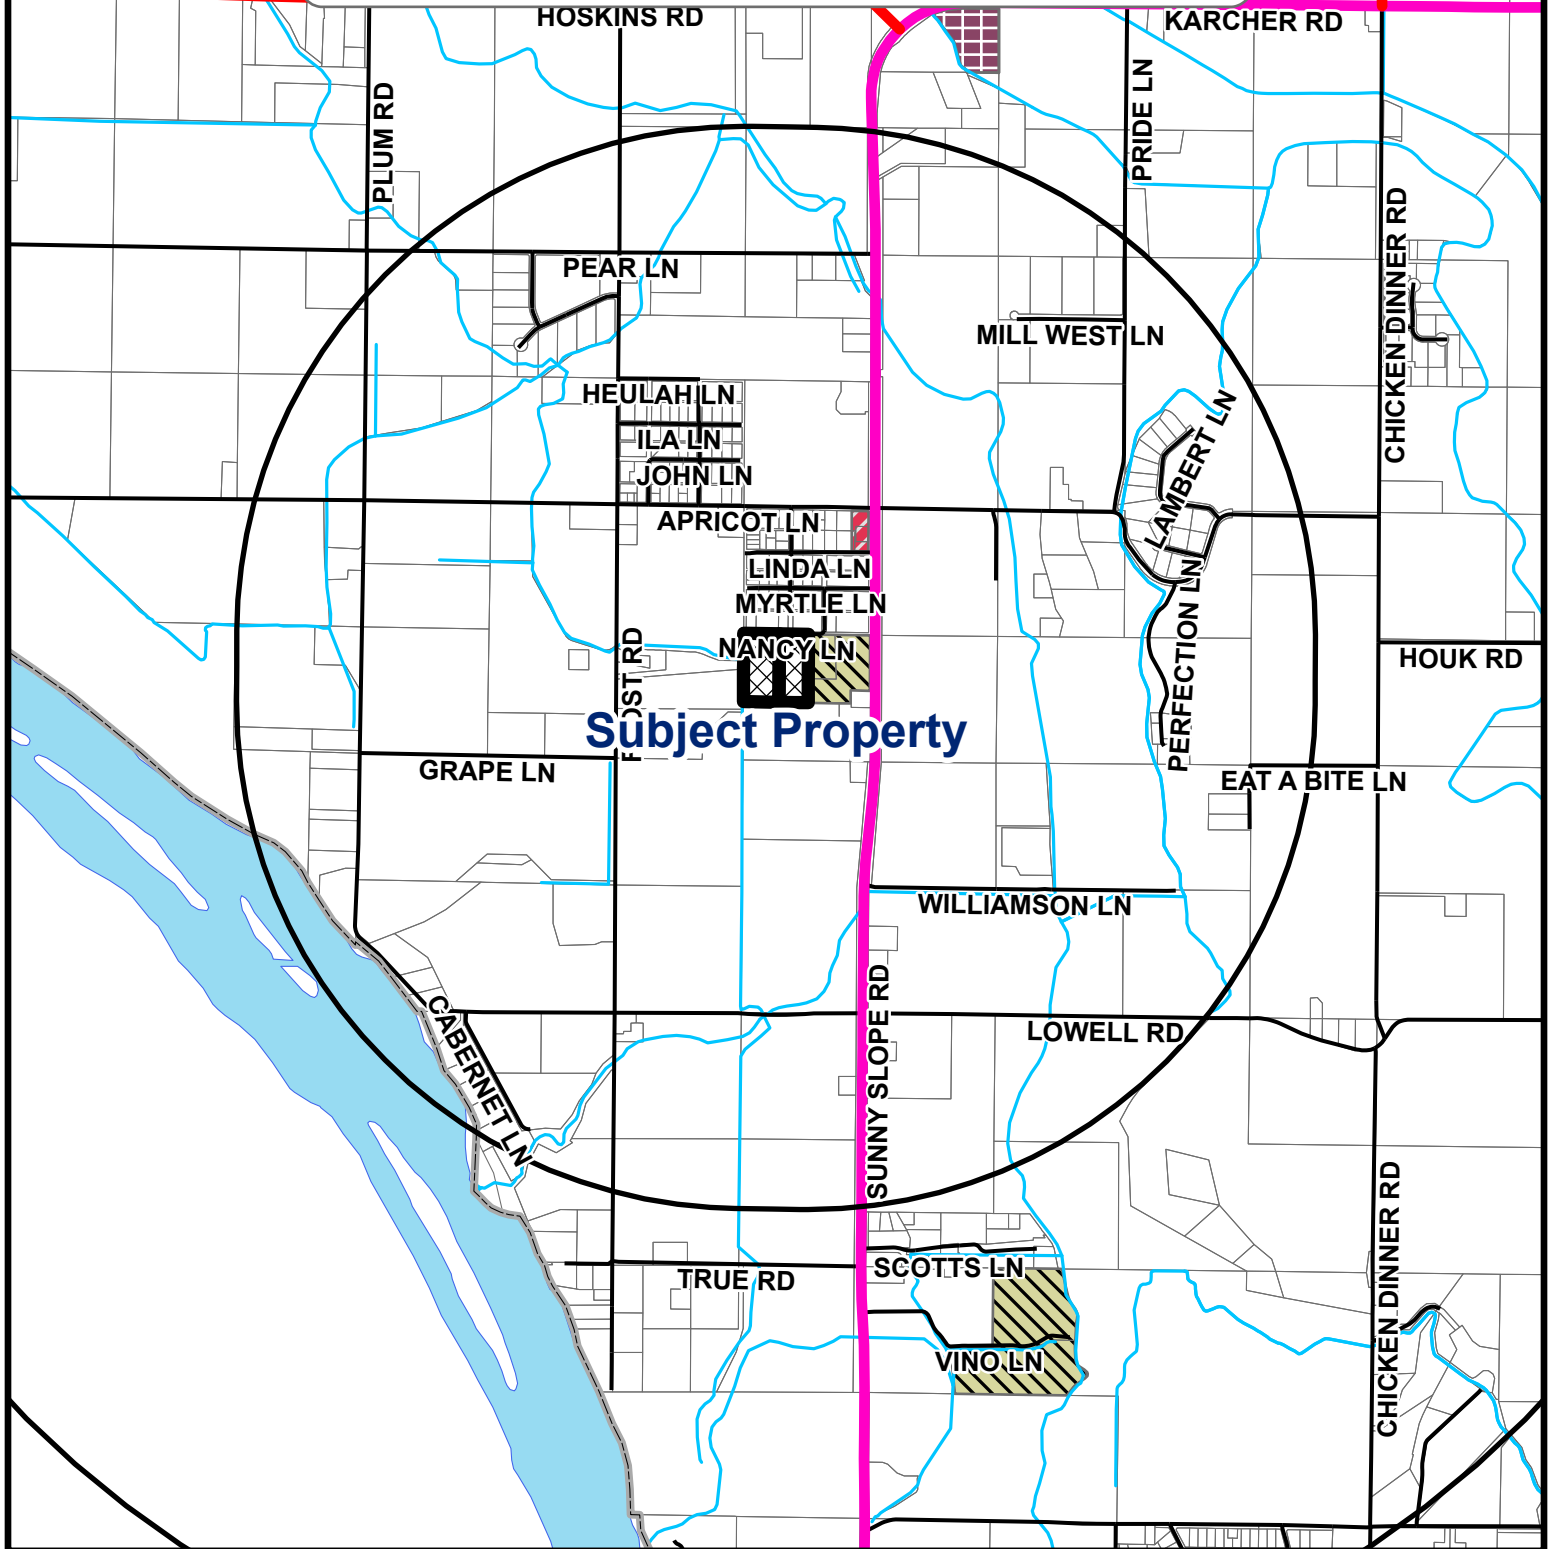 HOSKINS RD
KARCHER RD
PLUM RD
PRIDE LN
CHICKEN DINNER RD
PEAR LN
MILL WEST LN
HEULAH LN
ILA LN
JOHN LN
LAMBERT LN
APRICOT LN
LINDA LN
MYRTLE LN
NANCY LN
PERFECTION LN
HOUK RD
Subject Property
GRAPE LN
EAT A BITE LN
WILLIAMSON LN
SUNNY SLOPE RD
LOWELL RD
CABERNET LN
CHICKEN DINNER RD
SCOTTS LN
TRUE RD
VINO LN